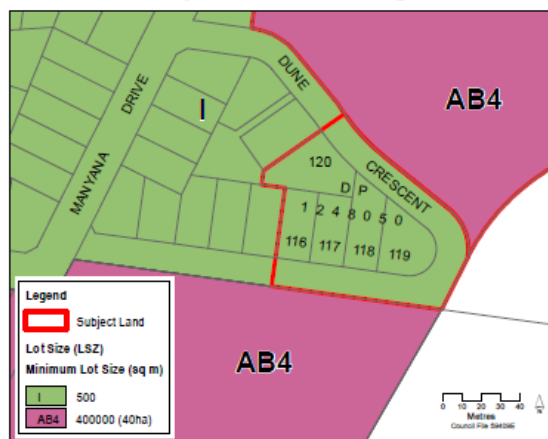 DUNE
CRESCENT
AB4
MANYANA
DRIVE
I
120
D P
1 2 4 8 0 5 0
116 117 118 119
AB4
Legend
Subject Land
Lot Size (LSZ)
Minimum Lot Size (sq m)
I 500
AB4 400000 (40ha)
0 10 20 30 40
Metres
Council File 59409E